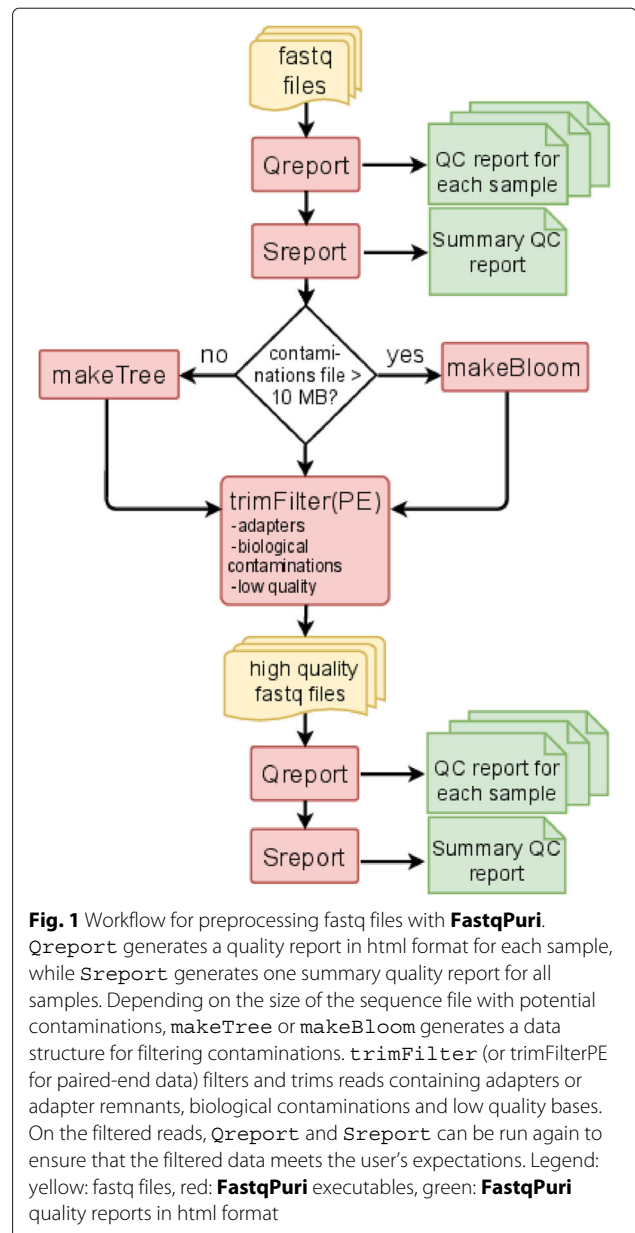 fastq
files
Qreport
QC report for
each sample
Sreport
Summary QC
report
no
contami-
nations file >
10 MB?
yes
makeTree
makeBloom
trimFilter(PE)
-adapters
-biological
contaminations
-low quality
high quality
fastq files
Qreport
QC report for
each sample
Sreport
Summary QC
report
Fig. 1 Workflow for preprocessing fastq files with FastqPuri.
Qreport generates a quality report in html format for each sample,
while Sreport generates one summary quality report for all
samples. Depending on the size of the sequence file with potential
contaminations, makeTree or makeBloom generates a data
structure for filtering contaminations. trimFilter (or trimFilterPE
for paired-end data) filters and trims reads containing adapters or
adapter remnants, biological contaminations and low quality bases.
On the filtered reads, Qreport and Sreport can be run again to
ensure that the filtered data meets the user's expectations. Legend:
yellow: fastq files, red: FastqPuri executables, green: FastqPuri
quality reports in html format